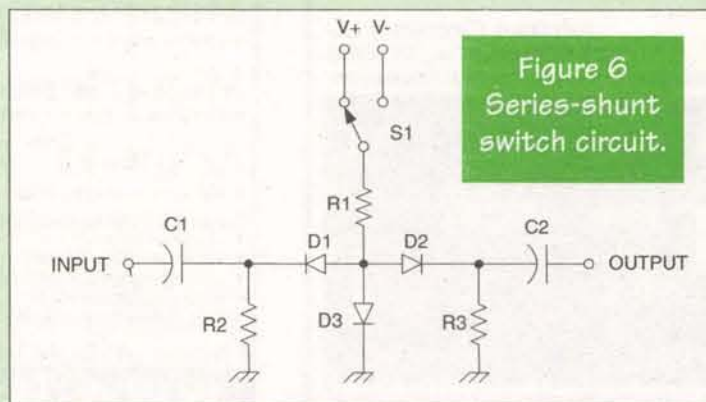 V+ V-
Figure 6
Series-shunt
switch circuit.
S1
R1
C1
C2
D1
D2
INPUT
OUTPUT
R2
D3
R3